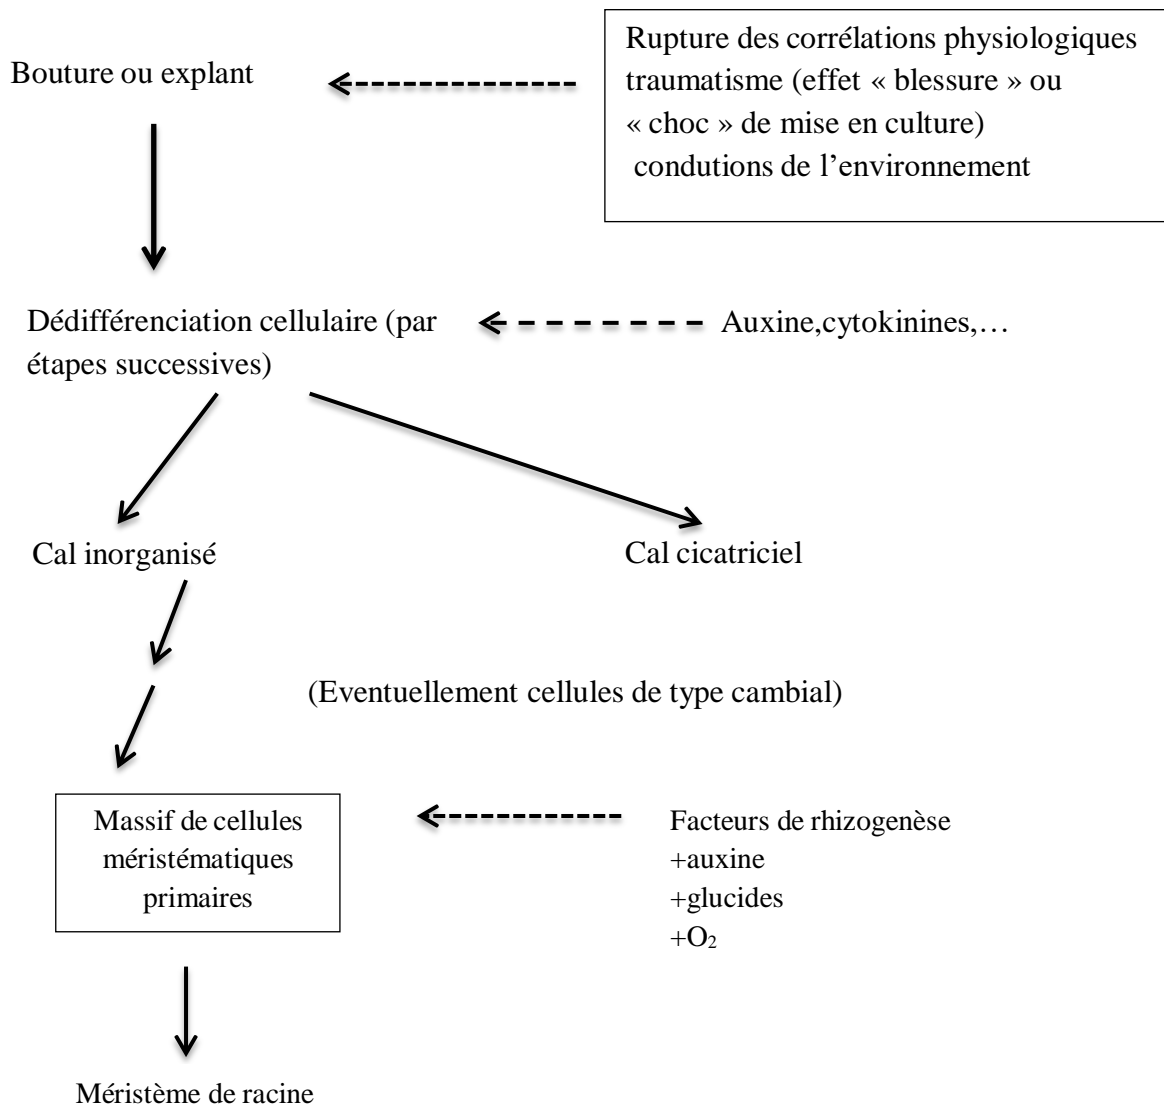 Bouture ou explant
Rupture des corrélations physiologiques
traumatisme (effet « blessure » ou
« choc » de mise en culture)
condutions de l’environnement
Dédifférenciation cellulaire (par
étapes successives)
Auxine,cytokinines,…
Cal inorganisé
Cal cicatriciel
(Eventuellement cellules de type cambial)
Massif de cellules
méristématiques
primaires
Facteurs de rhizogenèse
+auxine
+glucides
+O₂
Méristème de racine